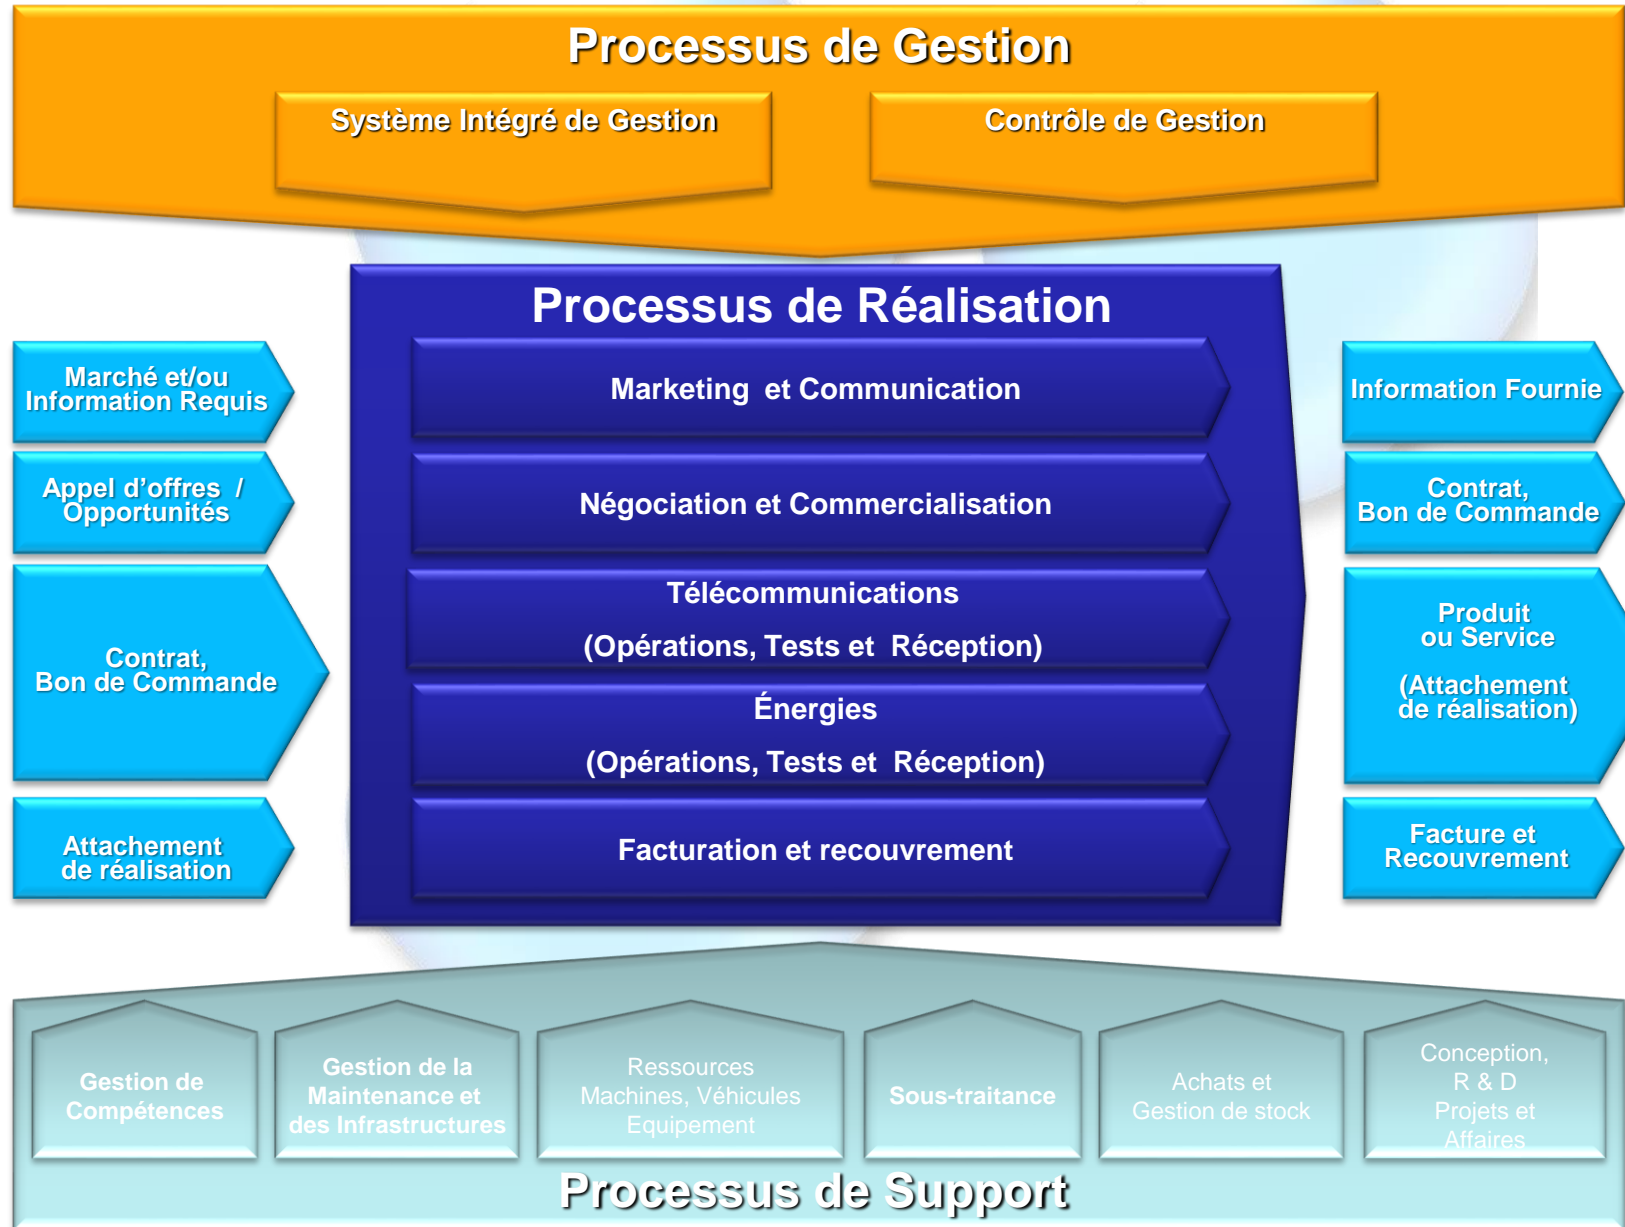 Processus de Gestion
Système Intégré de Gestion
Contrôle de Gestion
Processus de Réalisation
Marché et/ou
Information Requis
Marketing et Communication
Information Fournie
Appel d'offres /
Opportunités
Négociation et Commercialisation
Contrat,
Bon de Commande
Contrat,
Bon de Commande
Télécommunications
(Opérations, Tests et Réception)
Énergies
(Opérations, Tests et Réception)
Produit
ou Service
(Attachement
de réalisation)
Attachement
de réalisation
Facturation et recouvrement
Facture et
Recouvrement
Gestion de
Compétences
Gestion de la
Maintenance et
des Infrastructures
Ressources
Machines, Véhicules
Equipement
Sous-traitance
Achats et
Gestion de stock
Conception,
R & D
Projets et
Affaires
Processus de Support